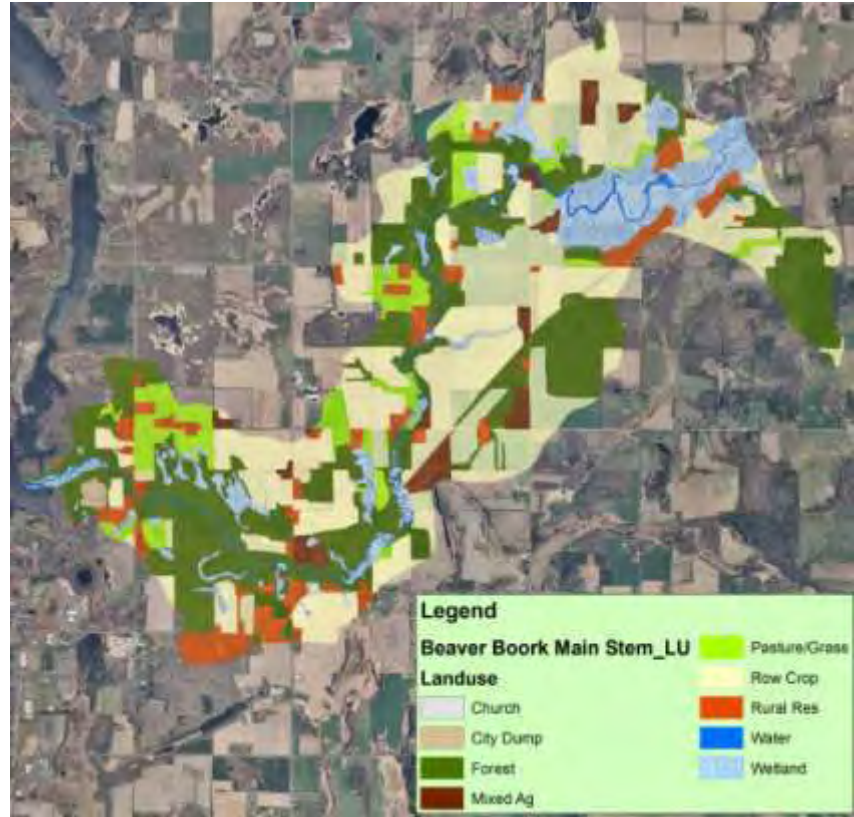 Legend
Beaver Boork Main Stem_LU
Landuse
Church
City Dump
Forest
Mixed Ag
Pasture/Grass
Row Crop
Rural Res
Water
Wetland